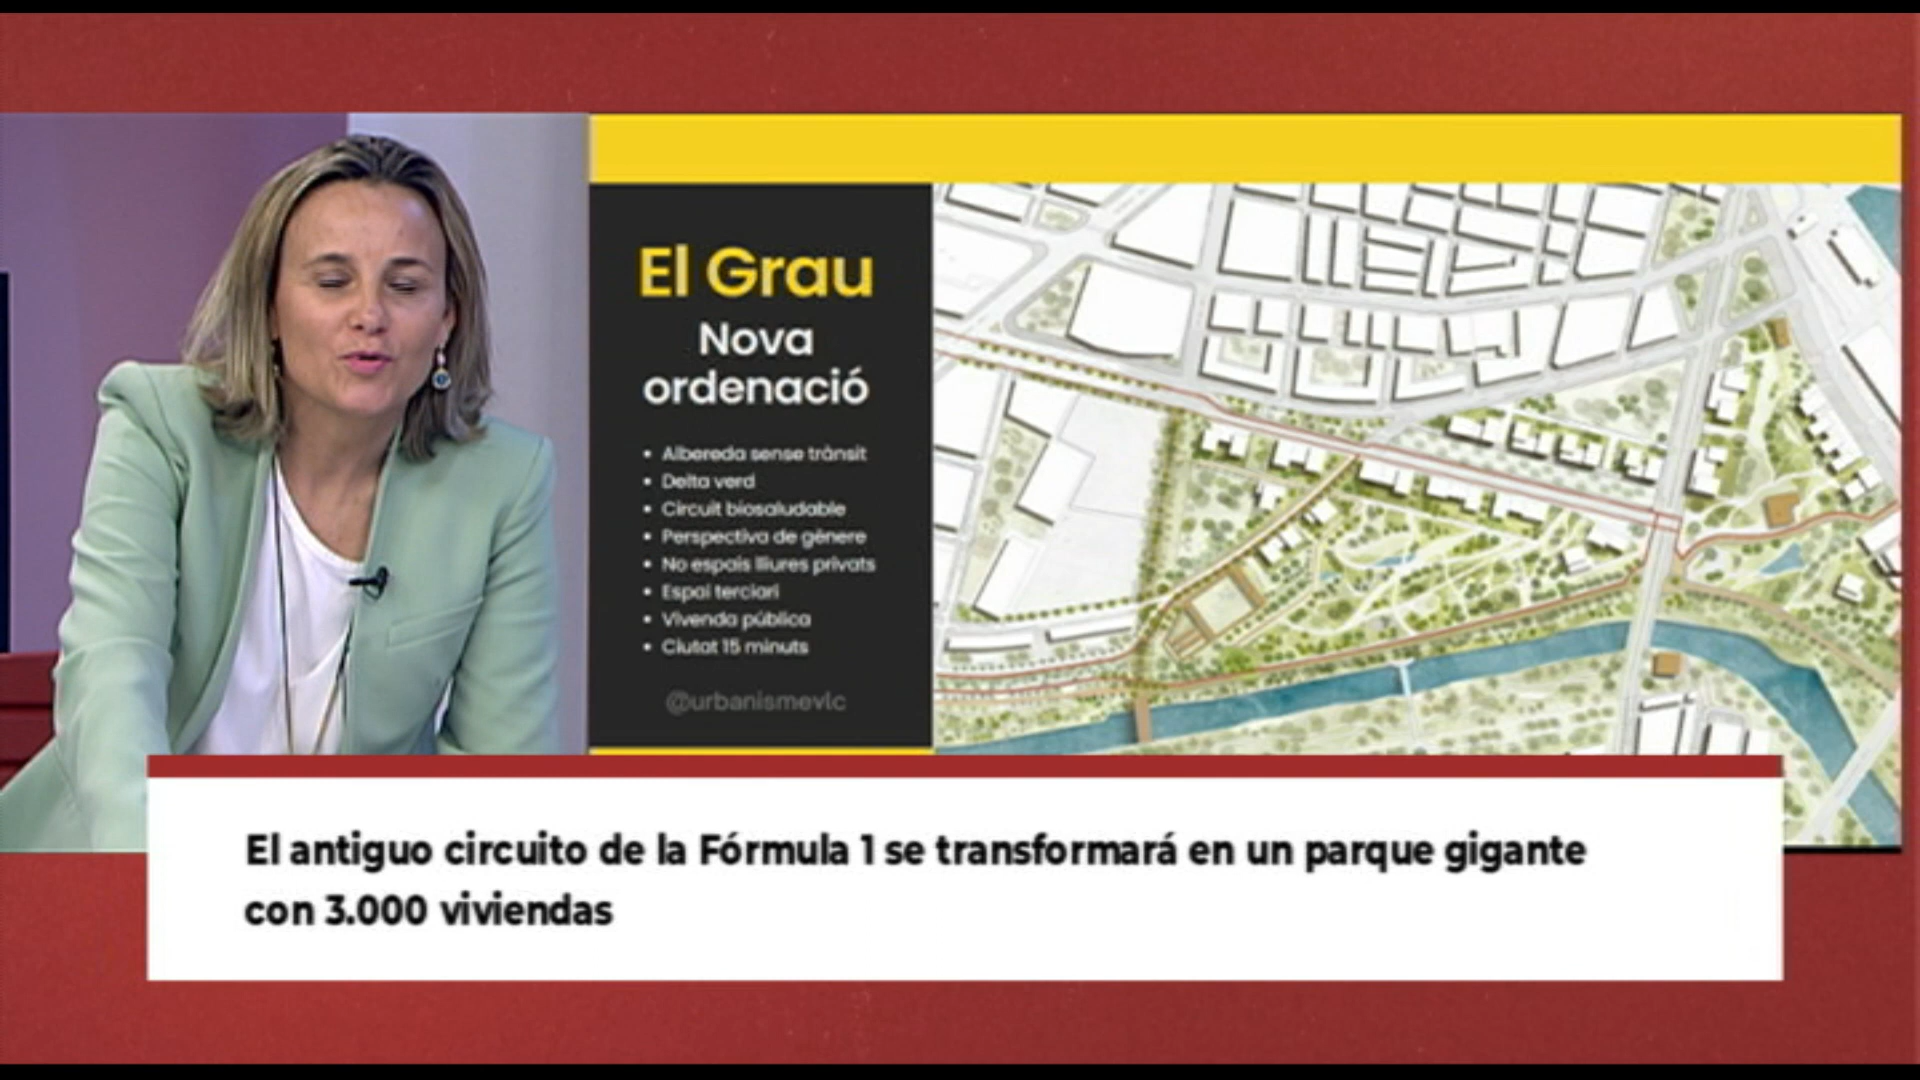 El Grau
Nova
ordenació
• Albereda sense trànsit
• Delta verd
• Circuit biosaludable
• Perspectiva de gènere
• No espais lliures privats
• Espai terciari
• Vivenda pública
• Ciutat 15 minuts
@urbanismevlc
El antiguo circuito de la Fórmula 1 se transformará en un parque gigante
con 3.000 viviendas